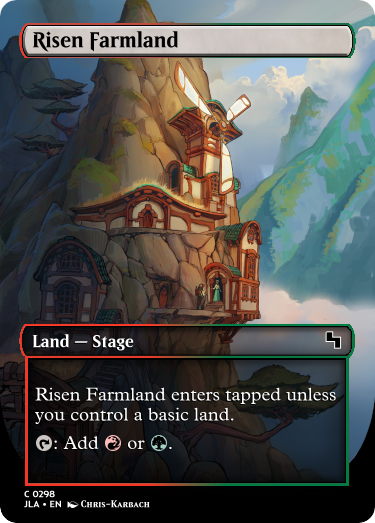 Risen Farmland
Land — Stage
Risen Farmland enters tapped unless
you control a basic land.
: Add or .
C 0298
JLA • EN Chris-Karbach